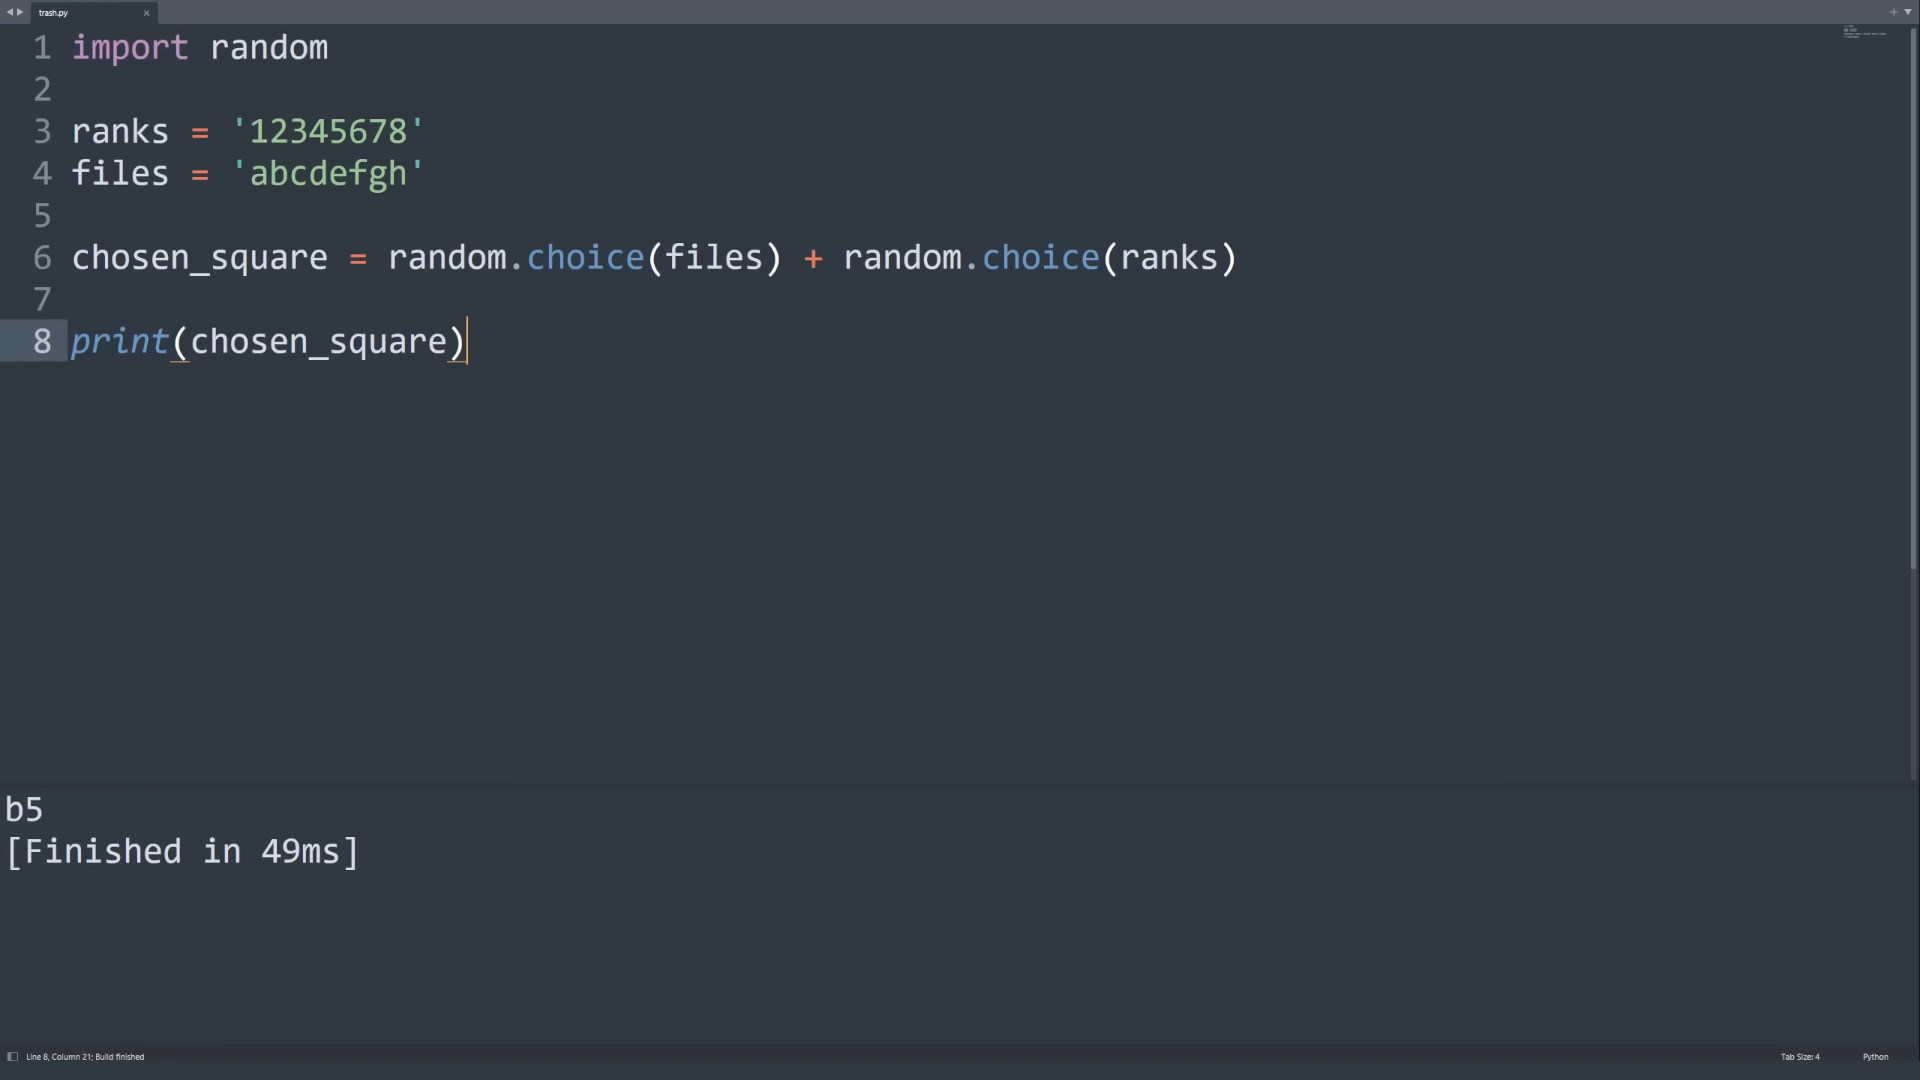 trash.py
1 import random
2
3 ranks = '12345678'
4 files = 'abcdefgh'
5
6 chosen_square = random.choice(files) + random.choice(ranks)
7
8 print(chosen_square)
b5
[Finished in 49ms]
Line 8, Column 21; Build finished
Tab Size: 4
Python